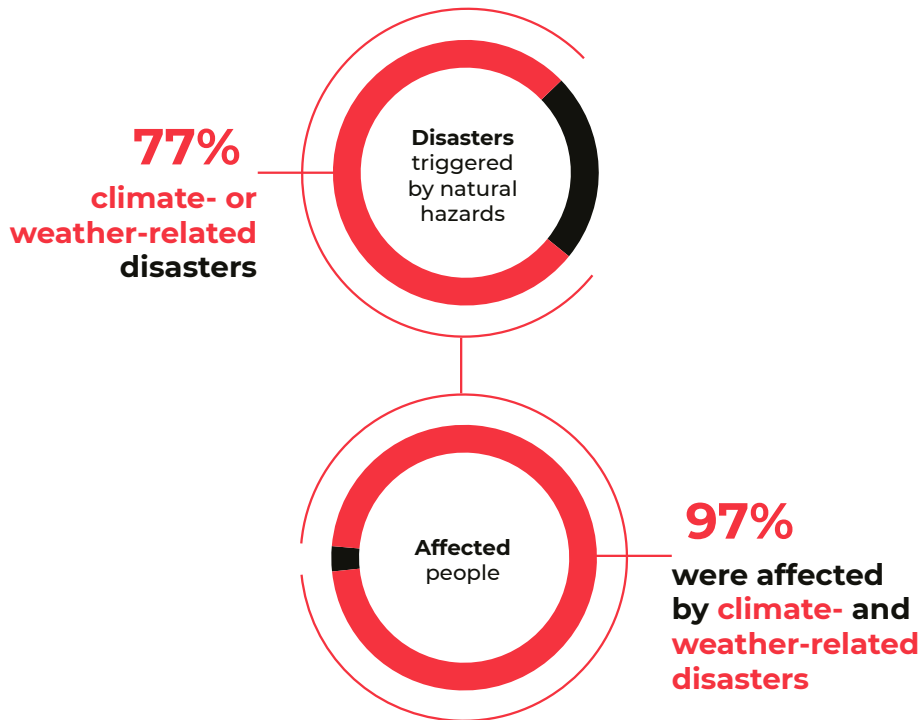 Disasters
triggered
by natural
hazards
77%
climate- or
weather-related
disasters
Affected
people
97%
were affected
by climate- and
weather-related
disasters